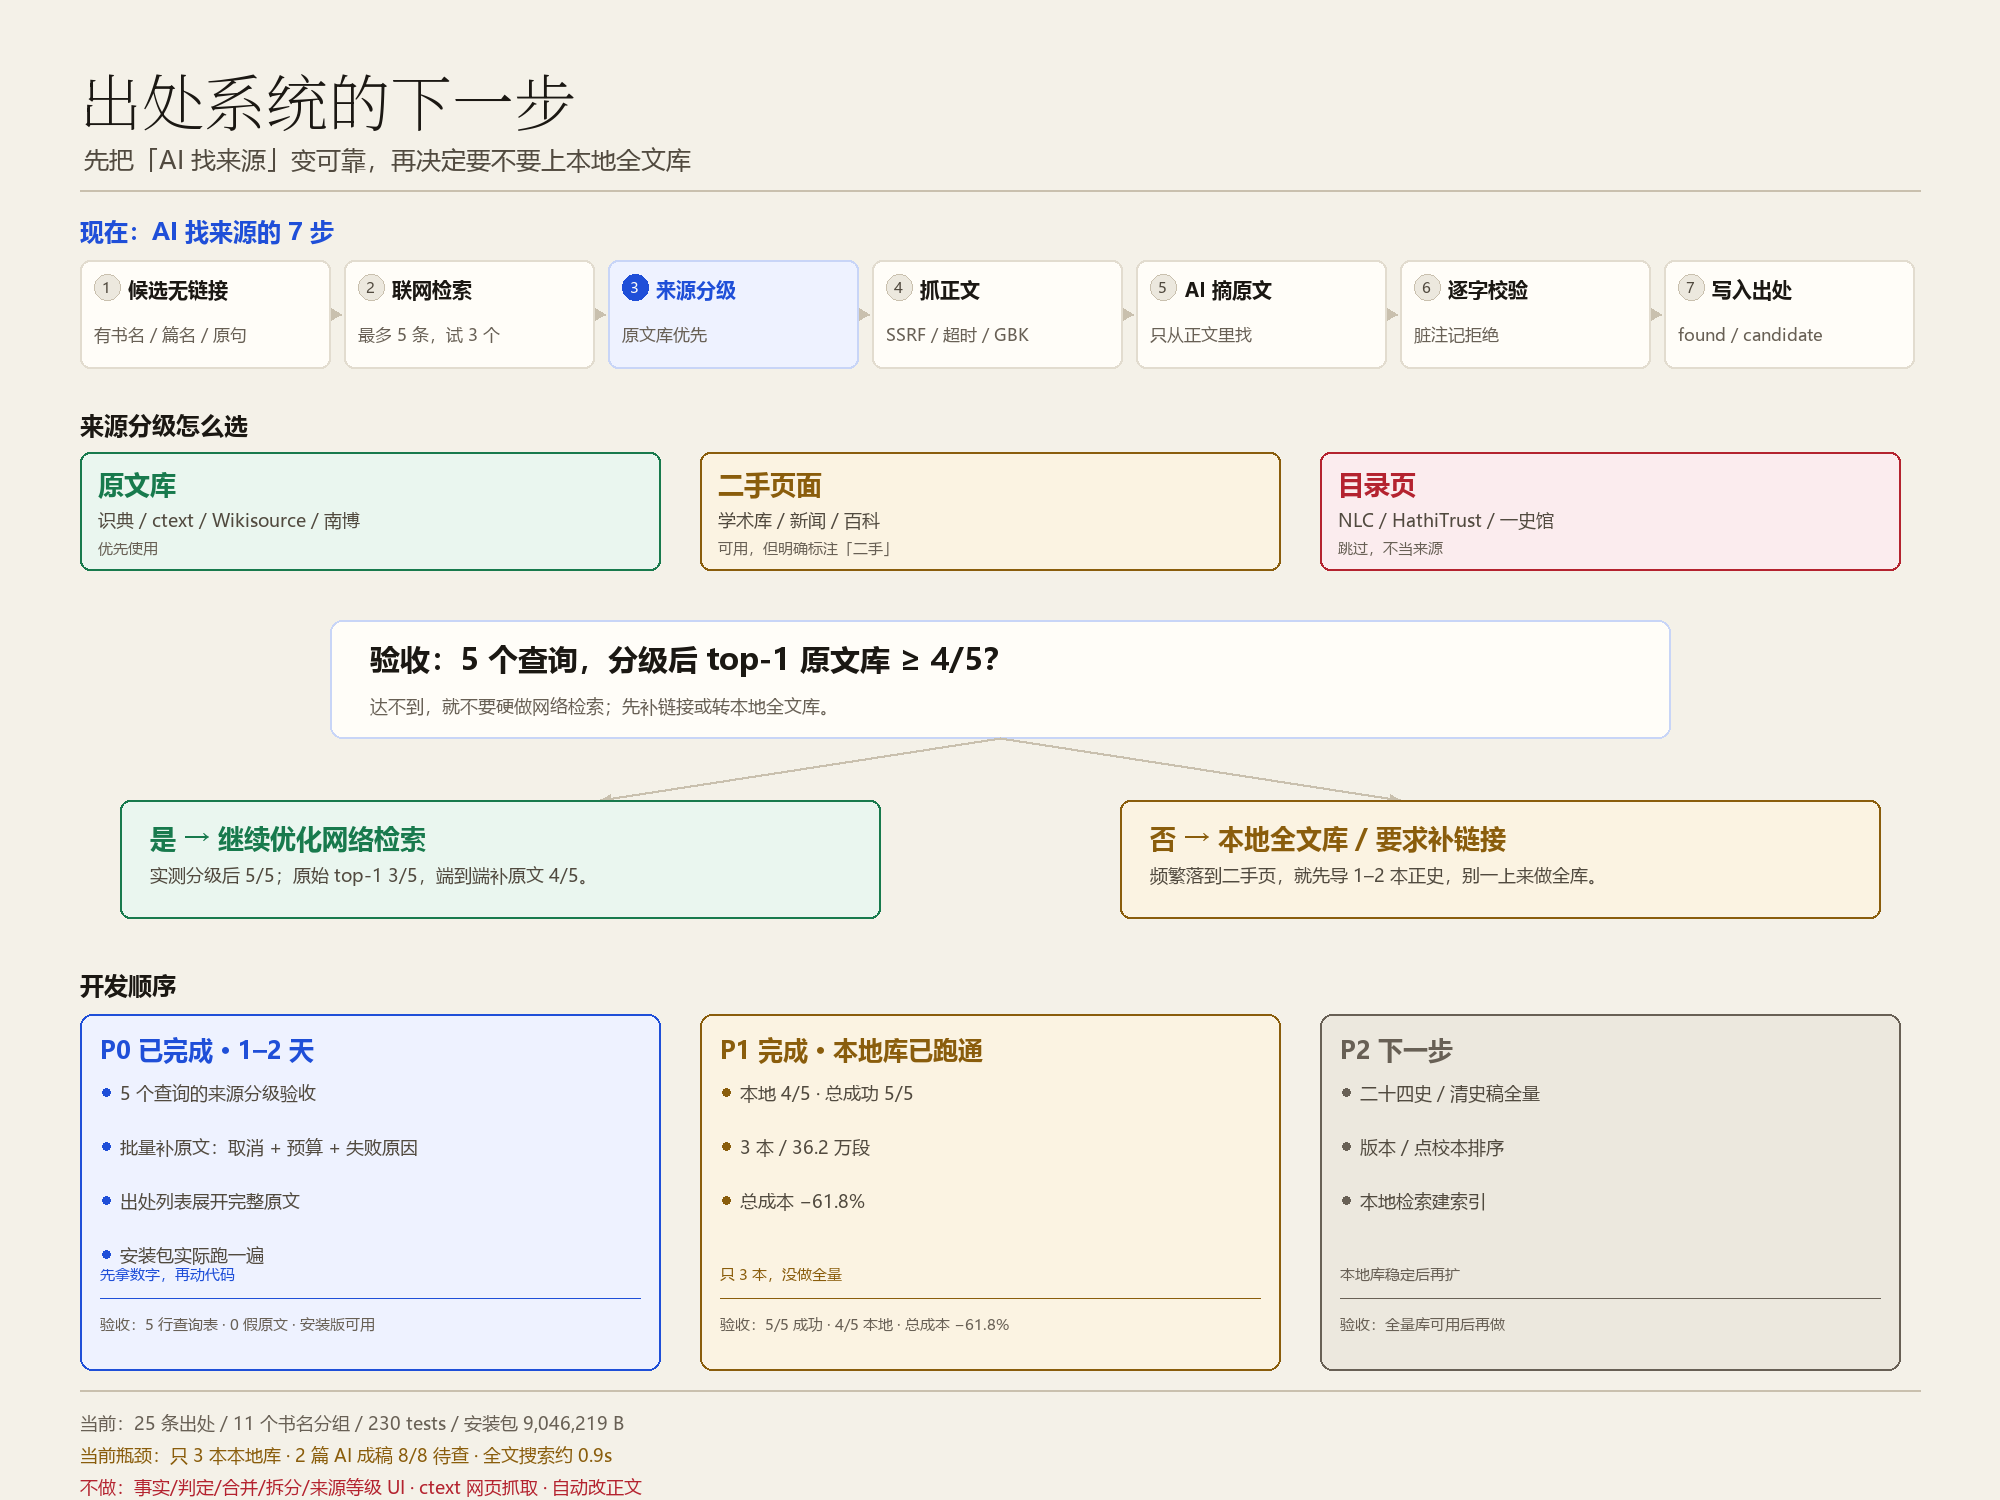 出处系统的下一步
先把「AI 找来源」变可靠，再决定要不要上本地全文库
现在：AI 找来源的 7 步
1 候选无链接
有书名 / 篇名 / 原句
2 联网检索
最多 5 条，试 3 个
3 来源分级
原文库优先
4 抓正文
SSRF / 超时 / GBK
5 AI 摘原文
只从正文里找
6 逐字校验
脏注记拒绝
7 写入出处
found / candidate
来源分级怎么选
原文库
识典 / ctext / Wikisource / 南博
优先使用
二手页面
学术库 / 新闻 / 百科
可用，但明确标注「二手」
目录页
NLC / HathiTrust / 一史馆
跳过，不当来源
验收：5 个查询，分级后 top-1 原文库 ≥ 4/5？
达不到，就不要硬做网络检索；先补链接或转本地全文库。
是 → 继续优化网络检索
实测分级后 5/5；原始 top-1 3/5，端到端补原文 4/5。
否 → 本地全文库 / 要求补链接
频繁落到二手页，就先导 1–2 本正史，别一上来做全库。
开发顺序
P0 已完成 · 1–2 天
5 个查询的来源分级验收
批量补原文：取消 + 预算 + 失败原因
出处列表展开完整原文
安装包实际跑一遍
先拿数字，再动代码
验收：5 行查询表 · 0 假原文 · 安装版可用
P1 完成 · 本地库已跑通
本地 4/5 · 总成功 5/5
3 本 / 36.2 万段
总成本 −61.8%
只 3 本，没做全量
验收：5/5 成功 · 4/5 本地 · 总成本 −61.8%
P2 下一步
二十四史 / 清史稿全量
版本 / 点校本排序
本地检索建索引
本地库稳定后再扩
验收：全量库可用后再做
当前：25 条出处 / 11 个书名分组 / 230 tests / 安装包 9,046,219 B
当前瓶颈：只 3 本本地库 · 2 篇 AI 成稿 8/8 待查 · 全文搜索约 0.9s
不做：事实/判定/合并/拆分/来源等级 UI · ctext 网页抓取 · 自动改正文